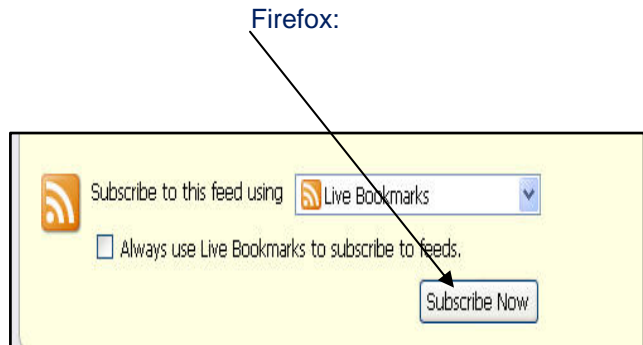 Firefox:
Subscribe to this feed using Live Bookmarks
Always use Live Bookmarks to subscribe to feeds.
Subscribe Now